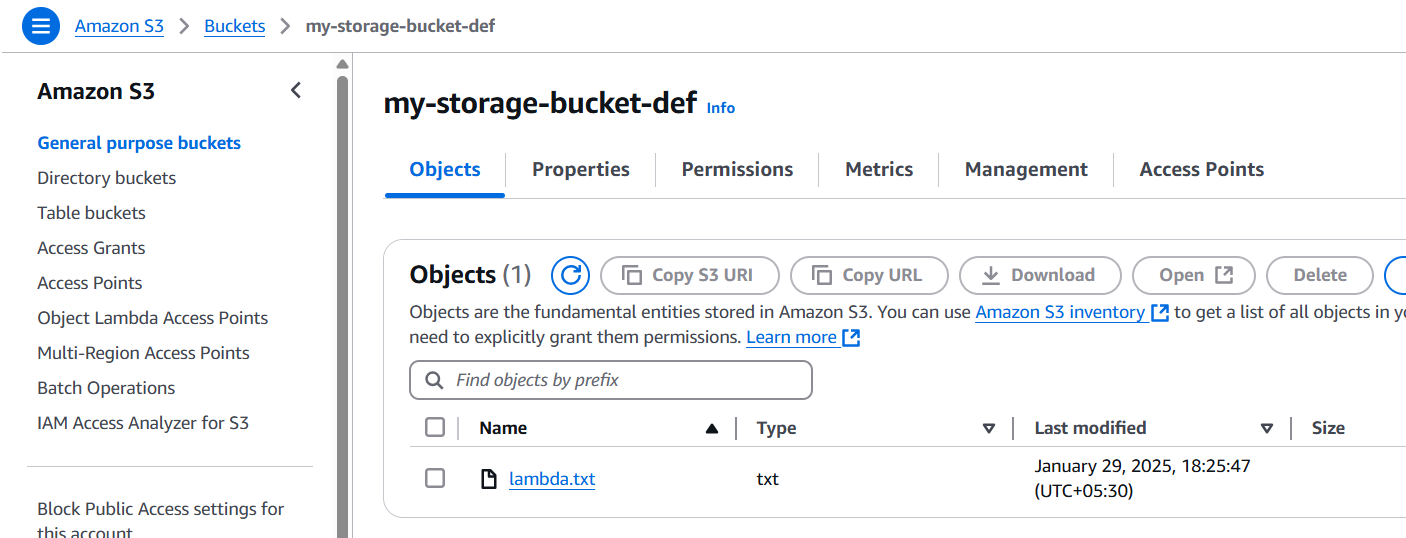 Amazon S3 > Buckets > my-storage-bucket-def
Amazon S3
General purpose buckets
Directory buckets
Table buckets
Access Grants
Access Points
Object Lambda Access Points
Multi-Region Access Points
Batch Operations
IAM Access Analyzer for S3
Block Public Access settings for
this account
my-storage-bucket-def Info
Objects Properties Permissions Metrics Management Access Points
Objects (1) Copy S3 URI Copy URL Download Open Delete
Objects are the fundamental entities stored in Amazon S3. You can use Amazon S3 inventory to get a list of all objects in
need to explicitly grant them permissions. Learn more
Find objects by prefix
Name Type Last modified Size
lambda.txt txt January 29, 2025, 18:25:47
(UTC+05:30)